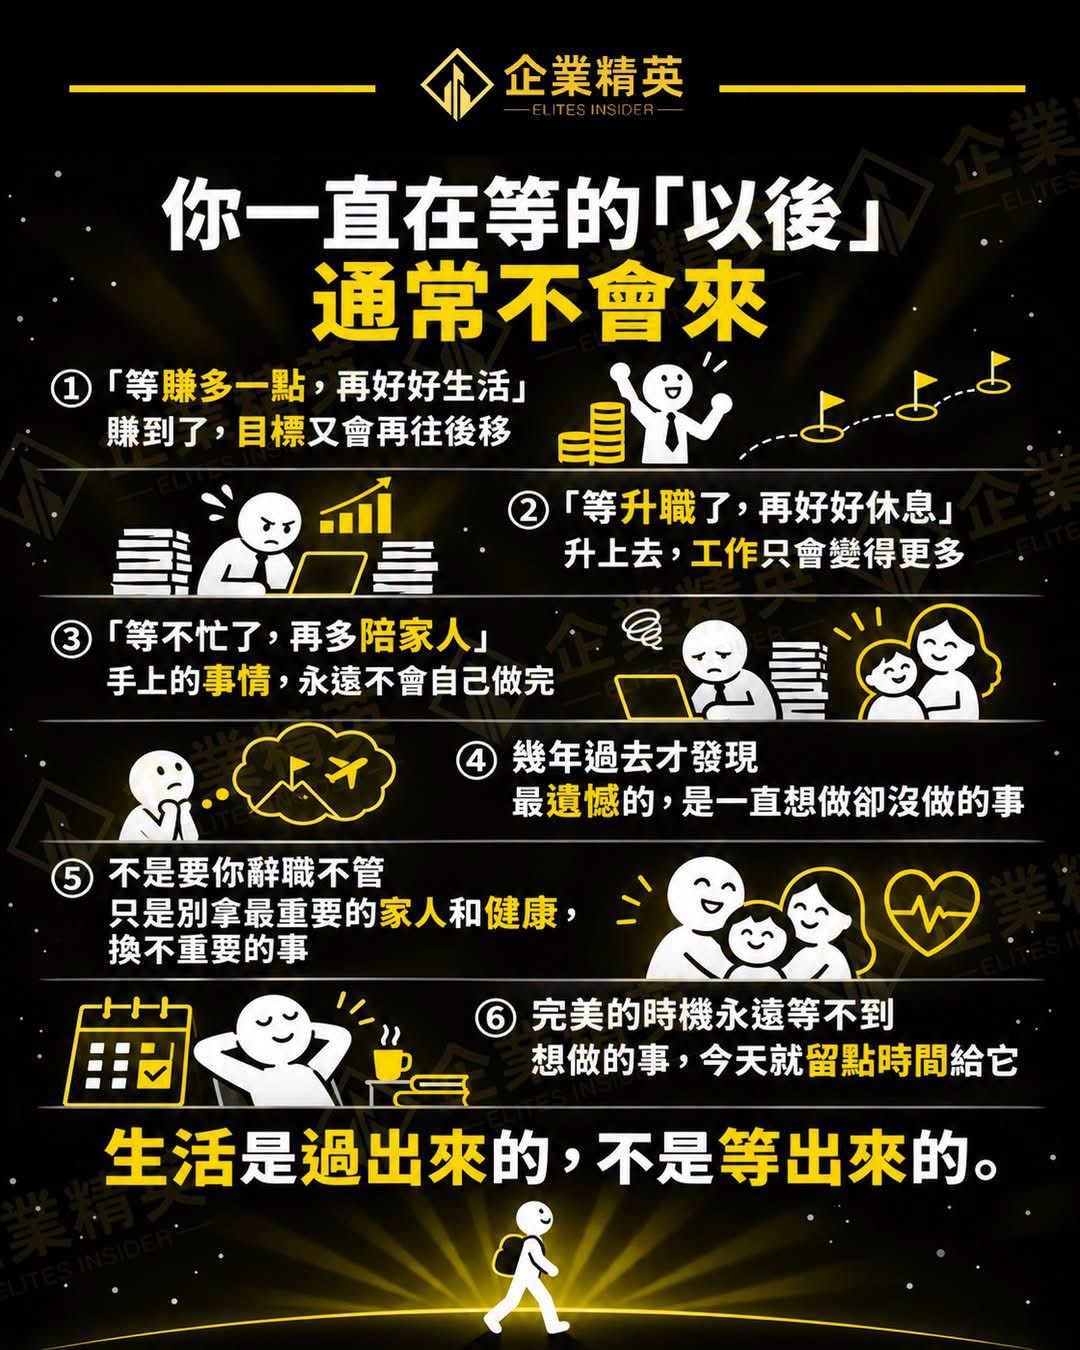 企業精英
ELITES INSIDER
你一直在等的「以後」
通常不會來
①「等賺多一點，再好好生活」
賺到了，目標又會再往後移
②「等升職了，再好好休息」
升上去，工作只會變得更多
③「等不忙了，再多陪家人」
手上的事情，永遠不會自己做完
④ 幾年過去才發現
最遺憾的，是一直想做卻沒做的事
⑤ 不是要你辭職不管
只是別拿最重要的家人和健康，
換不重要的事
⑥ 完美的時機永遠等不到
想做的事，今天就留點時間給它
生活是過出來的，不是等出來的。